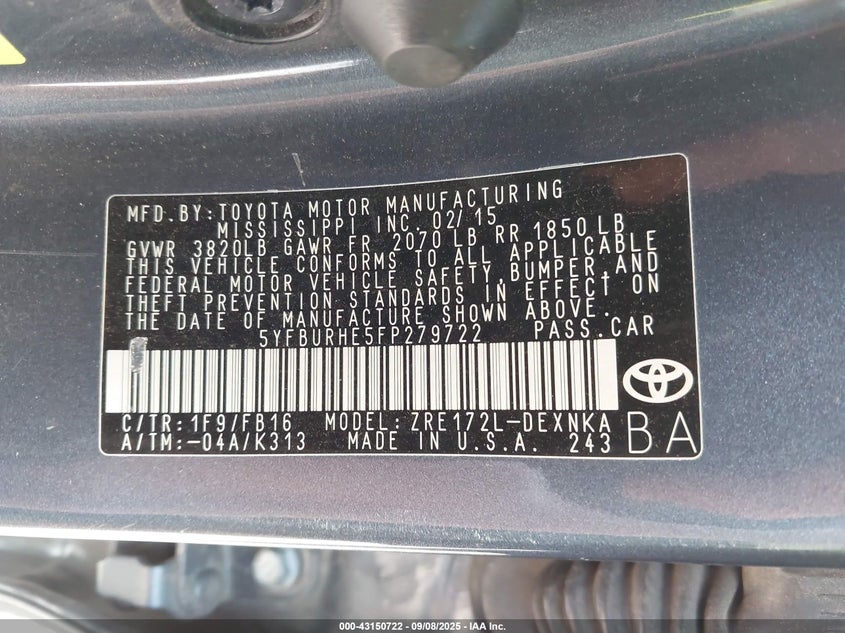 MFD.BY:TOYOTA MOTOR MANUFACTURING
MISSISSIPPI INC. 02/15
GVWR 3820LB GAWR FR 2070 LB RR 1850 LB
THIS VEHICLE CONFORMS TO ALL APPLICABLE
FEDERAL MOTOR VEHICLE SAFETY,BUMPER,AND
THEFT PREVENTION STANDARDS IN EFFECT ON
THE DATE OF MANUFACTURE SHOWN ABOVE.
5YFBURHE5FP279722 PASS.CAR
C/TR:1F9/FB16 MODEL:ZRE172L-DEXNKA
A/TM:-04A/K313 MADE IN U.S.A. 243
BA
000-43150722 - 09/08/2025 - IAA Inc.